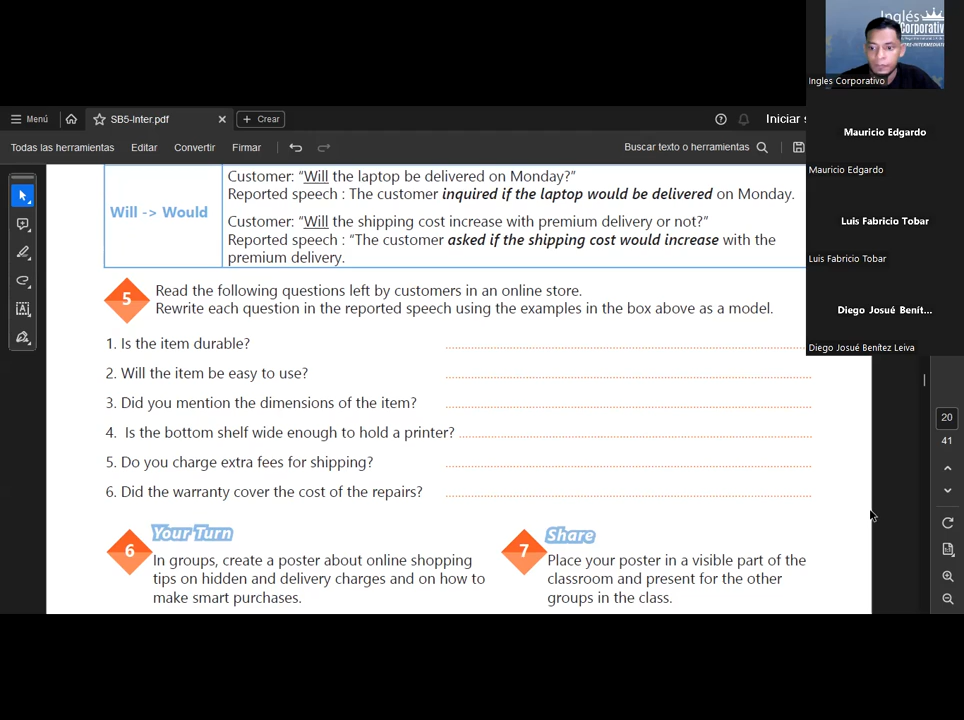 Inglés
Corporativ
PRE-INTERMEDIATE
Ingles Corporativo
Mauricio Edgardo
Mauricio Edgardo
Luis Fabricio Tobar
Luis Fabricio Tobar
Diego Josué Benít...
Diego Josué Benítez Leiva
Menú
SB5-Inter.pdf
Crear
Iniciar s
Todas las herramientas
Editar
Convertir
Firmar
Buscar texto o herramientas
Will -> Would
Customer: “Will the laptop be delivered on Monday?”
Reported speech : The customer inquired if the laptop would be delivered on Monday.
Customer: “Will the shipping cost increase with premium delivery or not?”
Reported speech : “The customer asked if the shipping cost would increase with the
premium delivery.
5
Read the following questions left by customers in an online store.
Rewrite each question in the reported speech using the examples in the box above as a model.
1. Is the item durable?
2. Will the item be easy to use?
3. Did you mention the dimensions of the item?
4. Is the bottom shelf wide enough to hold a printer?
5. Do you charge extra fees for shipping?
6. Did the warranty cover the cost of the repairs?
6
Your Turn
In groups, create a poster about online shopping
tips on hidden and delivery charges and on how to
make smart purchases.
7
Share
Place your poster in a visible part of the
classroom and present for the other
groups in the class.
20
41